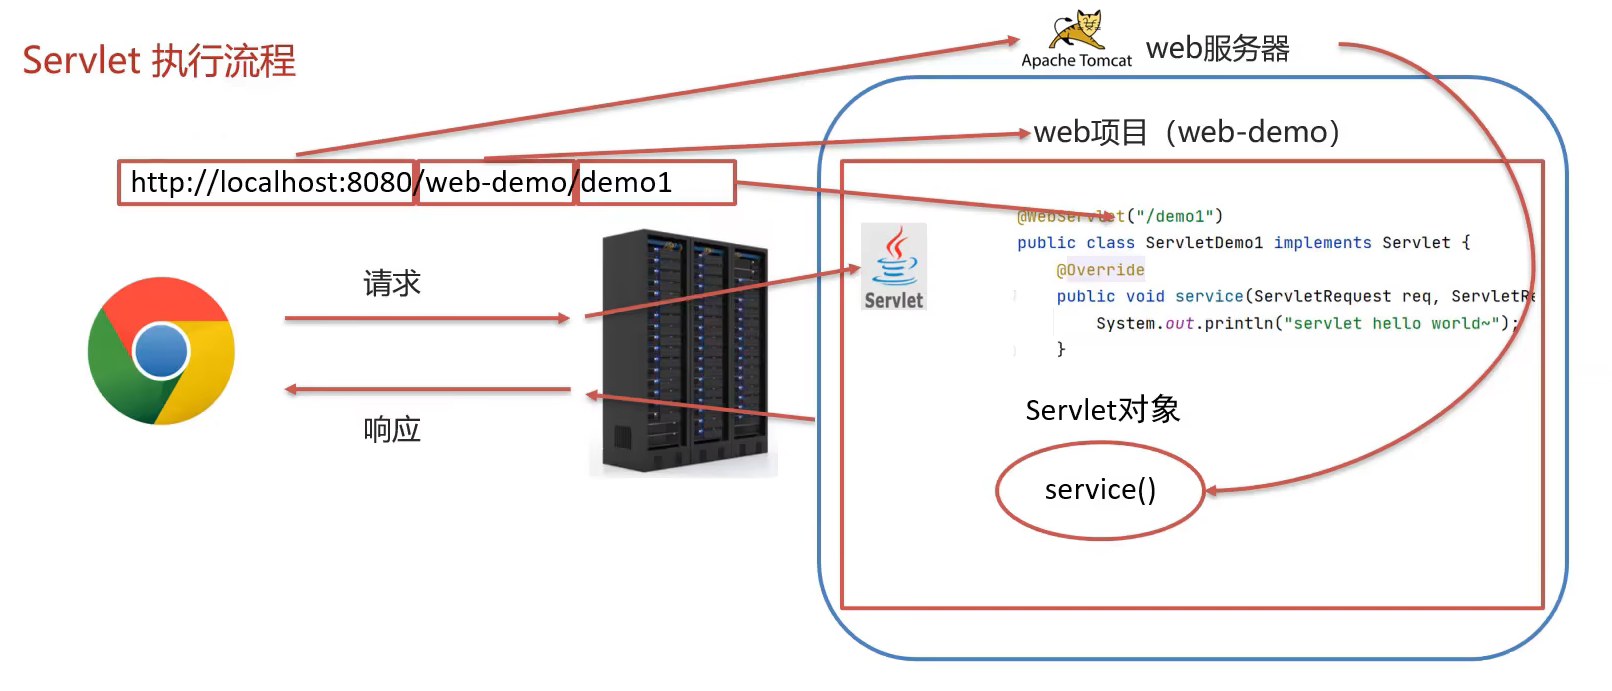 Servlet 执行流程
Apache Tomcat
web服务器
web项目（web-demo）
http://localhost:8080/web-demo/demo1
@WebServlet("/demo1")
public class ServletDemo1 implements Servlet {
@Override
public void service(ServletRequest req, ServletRe
System.out.println("servlet hello world~");
}
Servlet
请求
响应
Servlet对象
service()